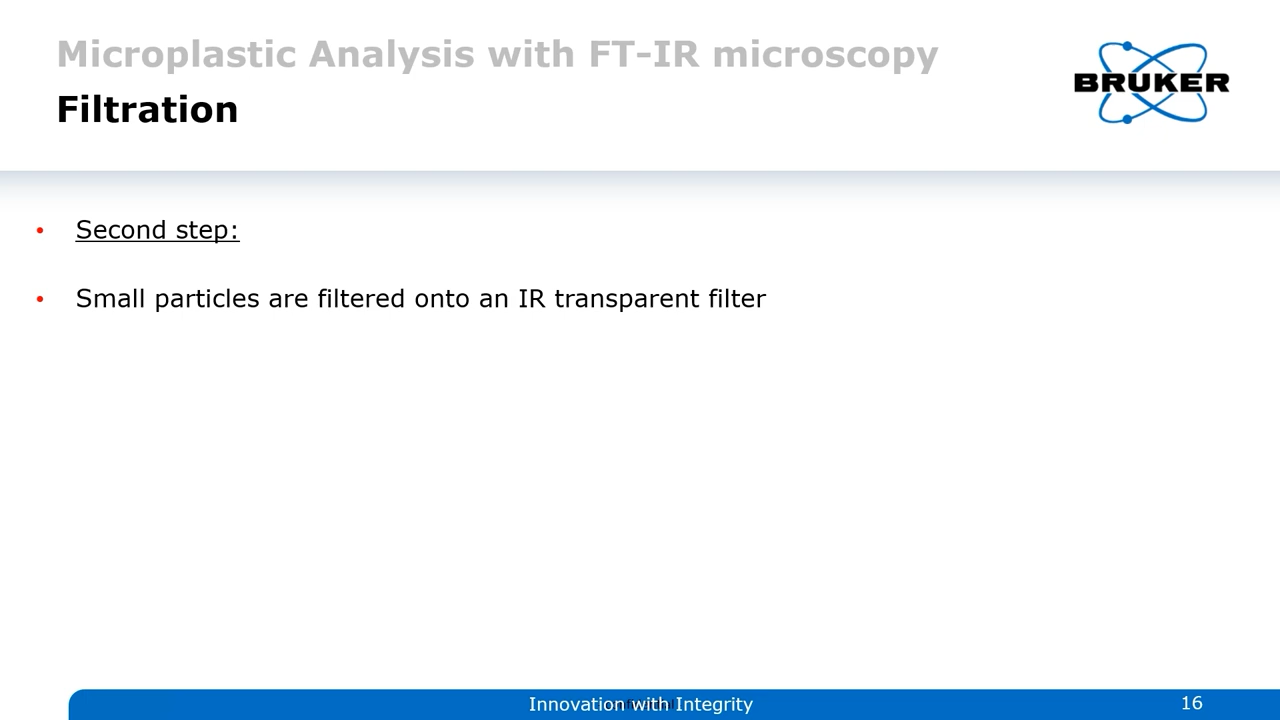 Microplastic Analysis with FT-IR microscopy
BRUKER
Filtration
• Second step:
• Small particles are filtered onto an IR transparent filter
Innovation with Integrity
16